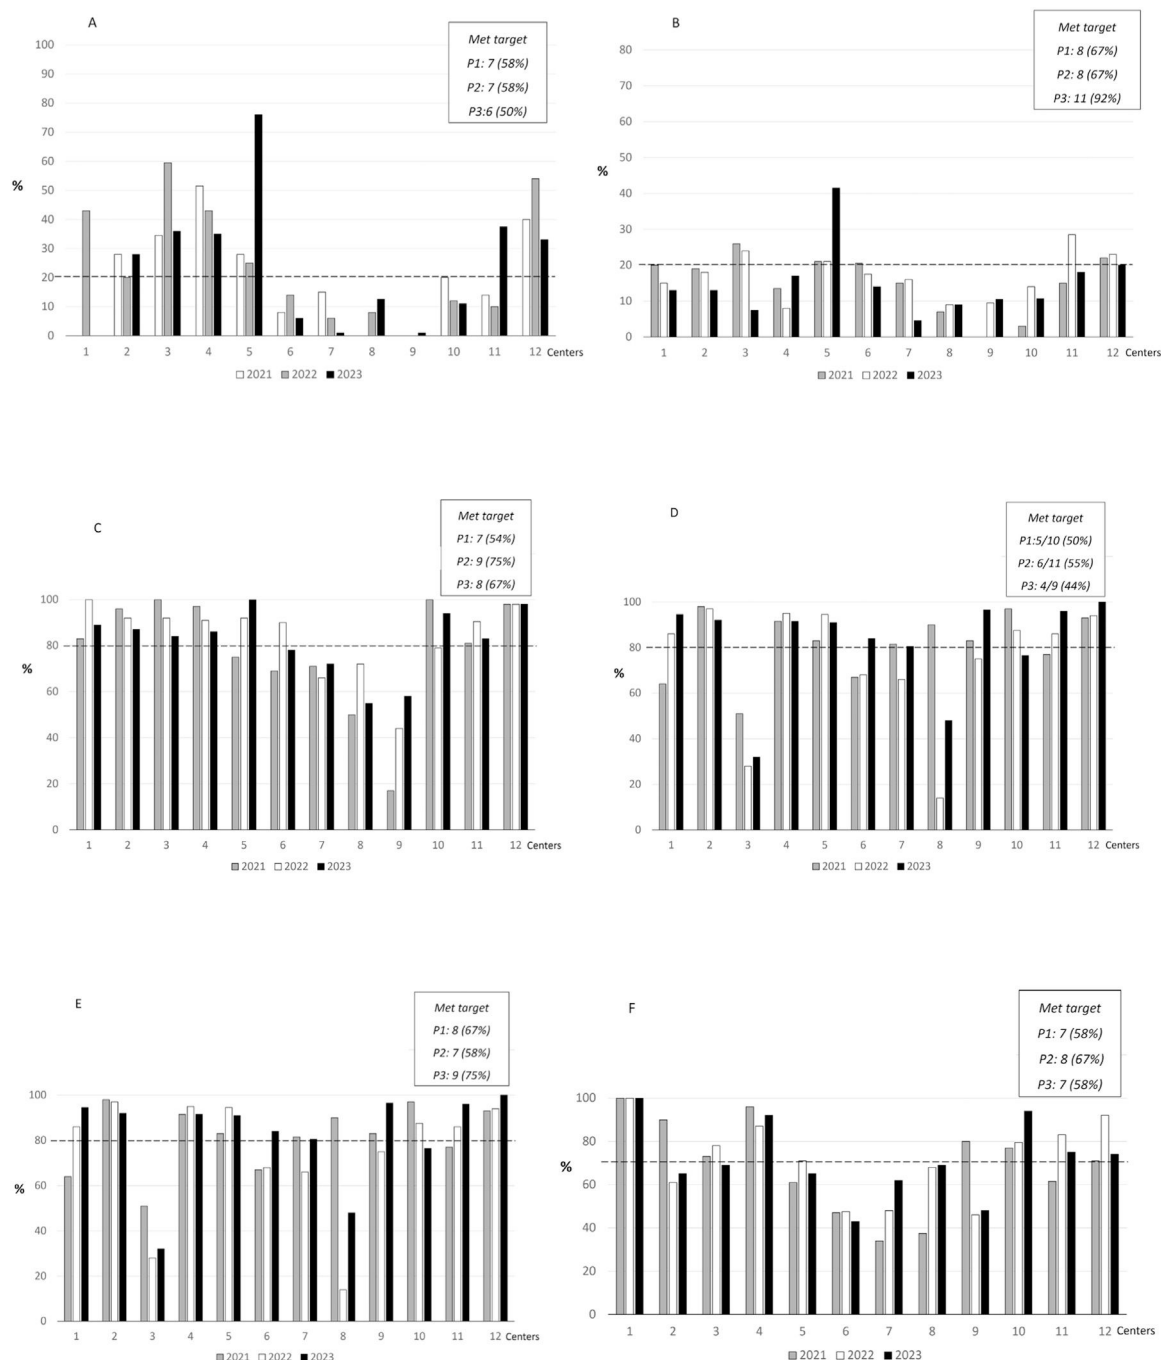 A
Met target
P1: 7 (58%)
P2: 7 (58%)
P3:6 (50%)
100
90
80
70
60
50
40
30
20
10
0
%
1 2 3 4 5 6 7 8 9 10 11 12 Centers
2021 2022 2023
B
Met target
P1: 8 (67%)
P2: 8 (67%)
P3: 11 (92%)
80
70
60
50
40
30
20
10
0
%
1 2 3 4 5 6 7 8 9 10 11 12 Centers
2021 2022 2023
C
Met target
P1: 7 (54%)
P2: 9 (75%)
P3: 8 (67%)
100
80
60
40
20
0
%
1 2 3 4 5 6 7 8 9 10 11 12 Centers
2021 2022 2023
D
Met target
P1:5/10 (50%)
P2: 6/11 (55%)
P3: 4/9 (44%)
100
80
60
40
20
0
%
1 2 3 4 5 6 7 8 9 10 11 12 Centers
2021 2022 2023
E
Met target
P1: 8 (67%)
P2: 7 (58%)
P3: 9 (75%)
100
80
60
40
20
0
%
1 2 3 4 5 6 7 8 9 10 11 12 Centers
2021 2022 2023
F
Met target
P1: 7 (58%)
P2: 8 (67%)
P3: 7 (58%)
100
80
60
40
20
0
%
1 2 3 4 5 6 7 8 9 10 11 12 Centers
2021 2022 2023